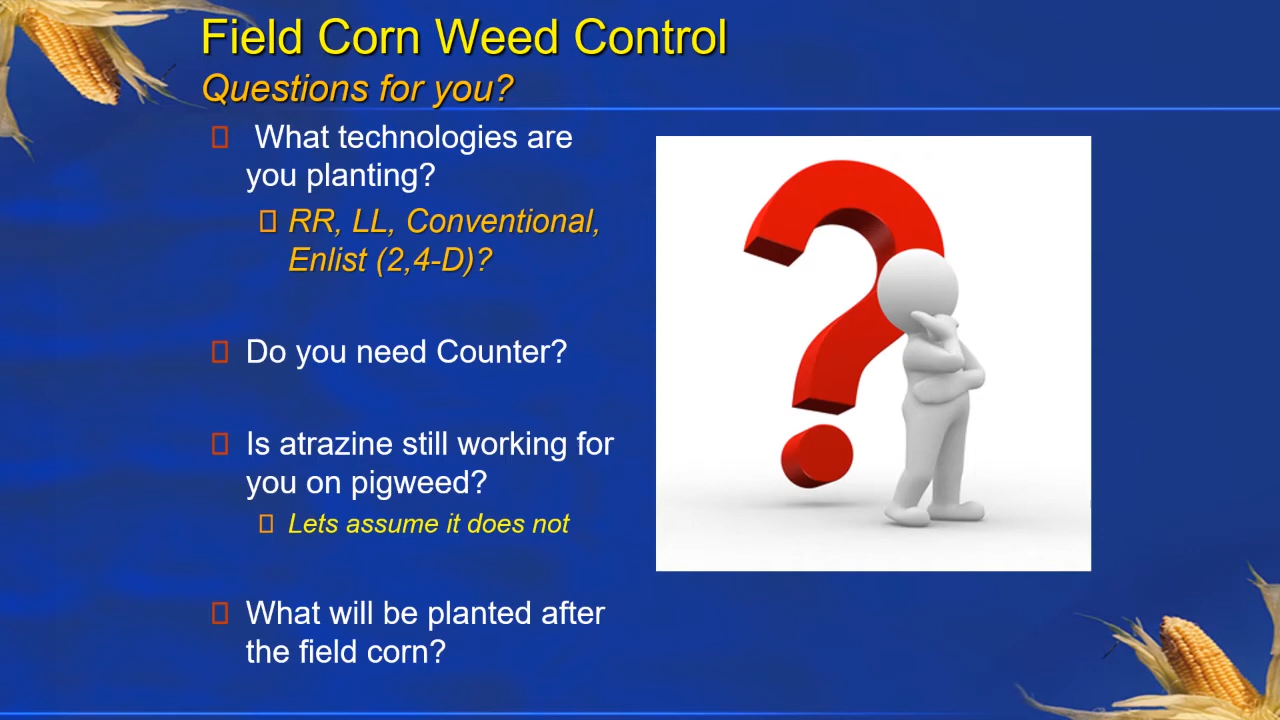 Field Corn Weed Control
Questions for you?
What technologies are
you planting?
RR, LL, Conventional,
Enlist (2,4-D)?
Do you need Counter?
Is atrazine still working for
you on pigweed?
Lets assume it does not
What will be planted after
the field corn?